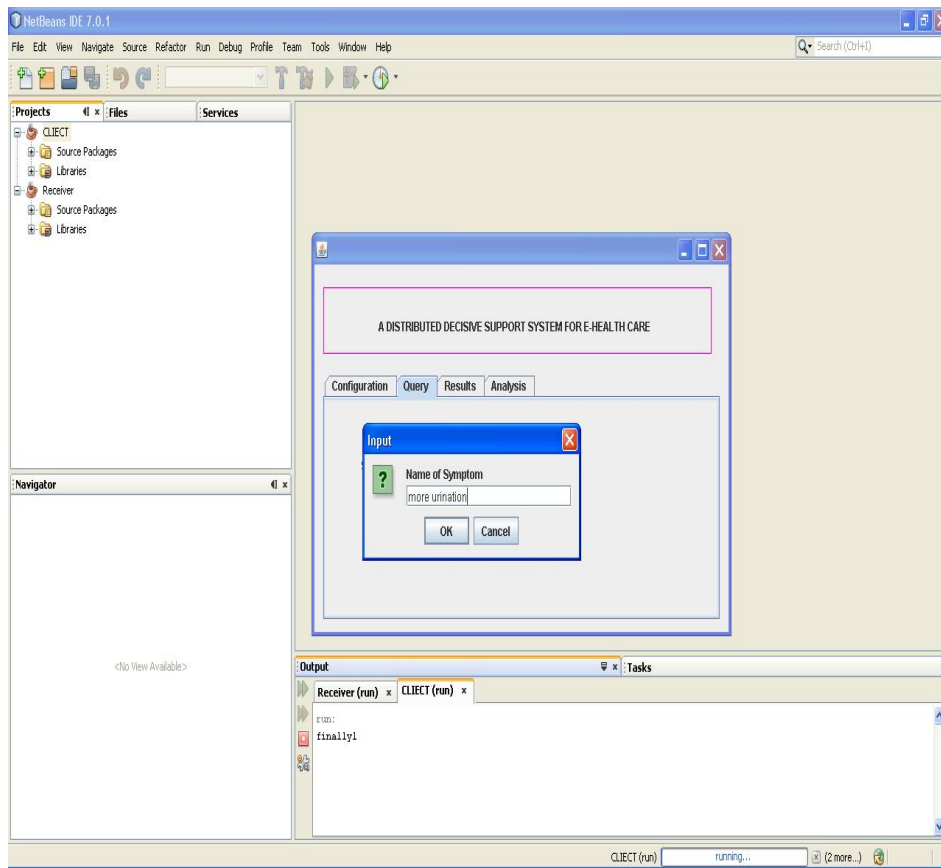 NetBeans IDE 7.0.1
File Edit View Navigate Source Refactor Run Debug Profile Team Tools Window Help
Search (Ctrl+I)
Projects Files Services
CLIECT
Source Packages
Libraries
Receiver
Source Packages
Libraries
A DISTRIBUTED DECISIVE SUPPORT SYSTEM FOR E-HEALTH CARE
Configuration Query Results Analysis
Input
Name of Symptom
more urination
OK Cancel
Navigator
<No View Available>
Output Tasks
Receiver (run) x CLIECT (run) x
run:
finally1
CLIECT (run) running... (2 more...)